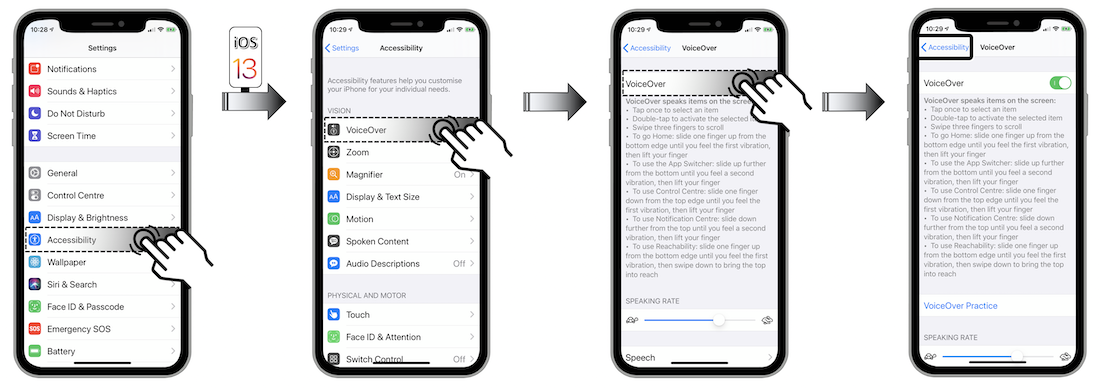 10:28
Settings
Notifications
Sounds & Haptics
Do Not Disturb
Screen Time
General
Control Centre
AA Display & Brightness
Accessibility
Wallpaper
Siri & Search
Face ID & Passcode
SOS Emergency SOS
Battery
iOS
13
10:29
Settings Accessibility
Accessibility features help you customise
your iPhone for your individual needs.
VISION
VoiceOver
Zoom
Magnifier On
AA Display & Text Size
Motion
Spoken Content
Audio Descriptions Off
PHYSICAL AND MOTOR
Touch
Face ID & Attention
Switch Control Off
10:29
Accessibility VoiceOver
VoiceOver
VoiceOver speaks items on the screen:
• Tap once to select an item
• Double-tap to activate the selected item
• Swipe three fingers to scroll
• To go Home: slide one finger up from the
bottom edge until you feel the first vibration,
then lift your finger
• To use the App Switcher: slide up further
from the bottom until you feel a second
vibration, then lift your finger
• To use Control Centre: slide one finger
down from the top edge until you feel the
first vibration, then lift your finger
• To use Notification Centre: slide down
further from the top until you feel the second
vibration, then lift your finger
• To use Reachability: slide one finger up
from the bottom edge until you feel the first
vibration, then swipe down to bring the top
into reach
SPEAKING RATE
Speech
10:29
Accessibility VoiceOver
VoiceOver
VoiceOver speaks items on the screen:
• Tap once to select an item
• Double-tap to activate the selected item
• Swipe three fingers to scroll
• To go Home: slide one finger up from the
bottom edge until you feel the first vibration,
then lift your finger
• To use the App Switcher: slide up further
from the bottom until you feel a second
vibration, then lift your finger
• To use Control Centre: slide one finger
down from the top edge until you feel the
first vibration, then lift your finger
• To use Notification Centre: slide down
further from the top until you feel the second
vibration, then lift your finger
• To use Reachability: slide one finger up
from the bottom edge until you feel the first
vibration, then swipe down to bring the top
into reach
VoiceOver Practice
SPEAKING RATE